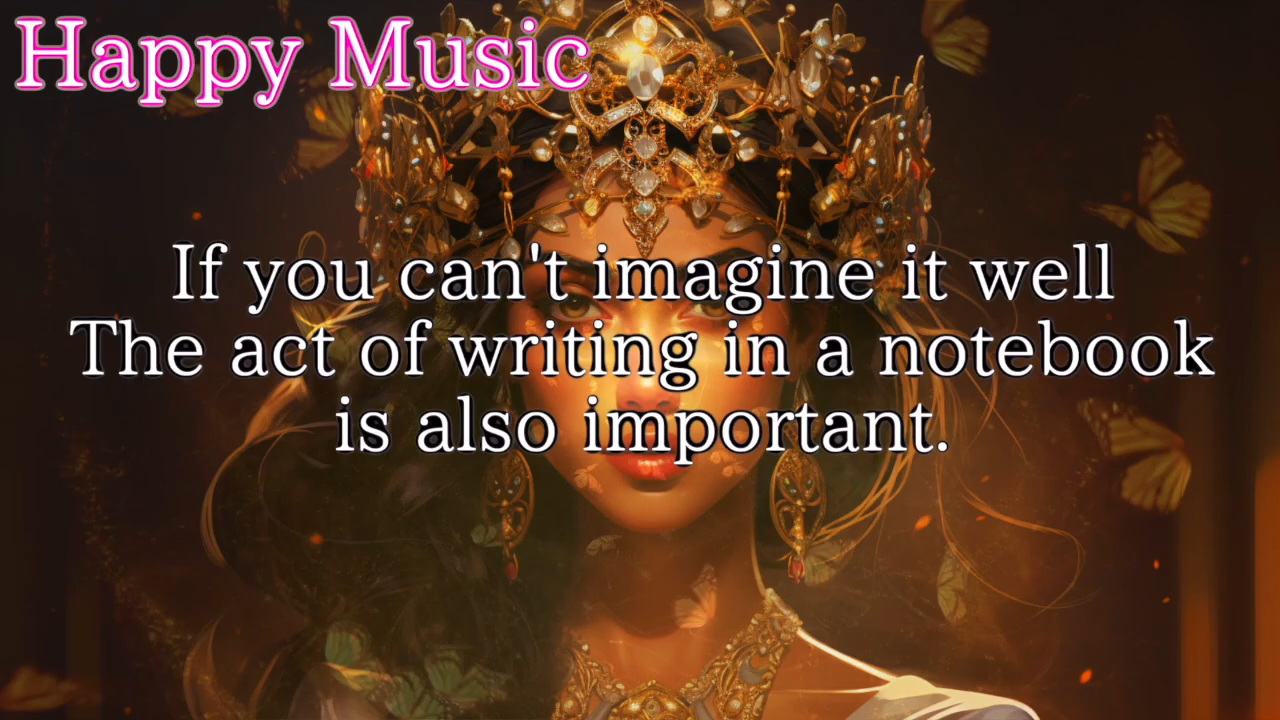 Happy Music
If you can't imagine it well
The act of writing in a notebook
is also important.